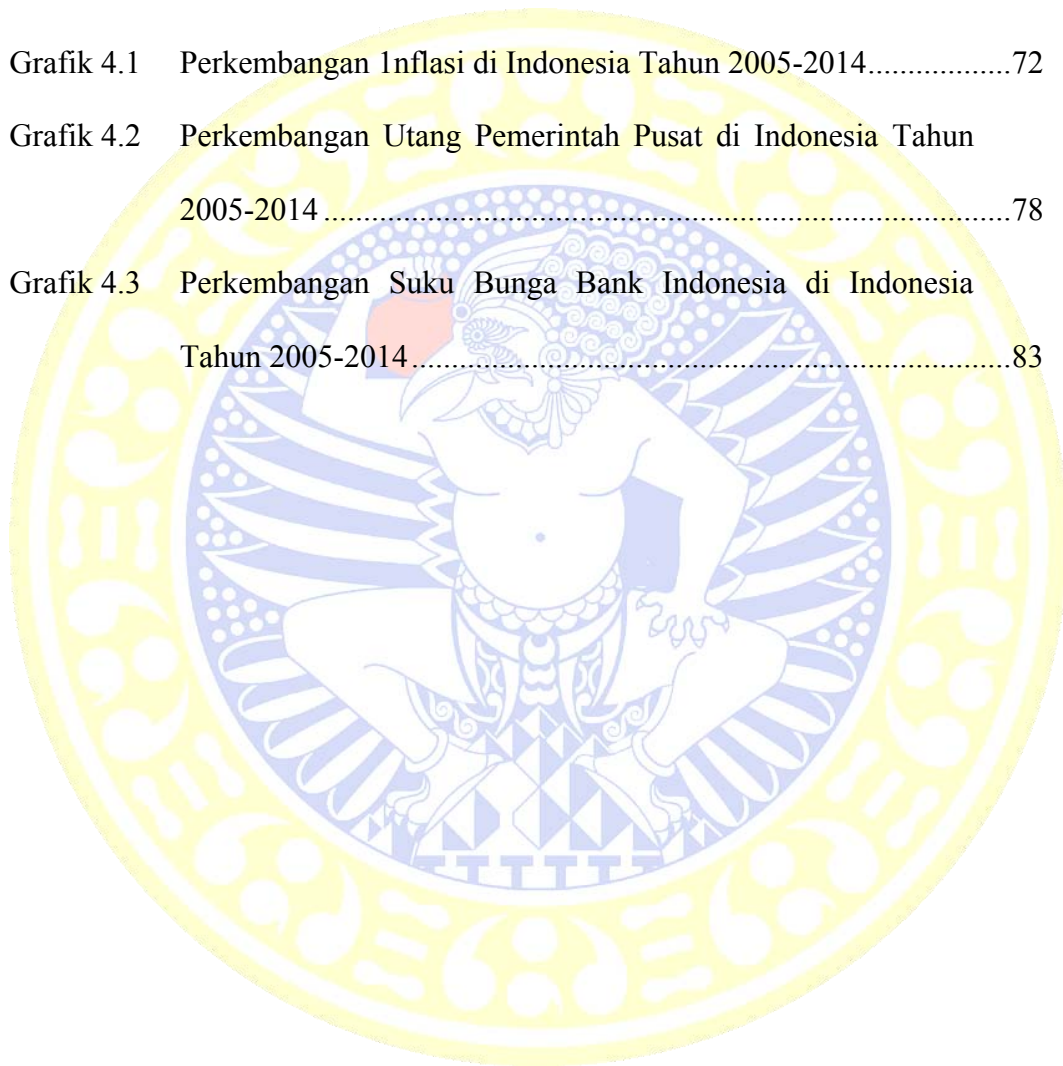 Grafik 4.1 Perkembangan 1nflasi di Indonesia Tahun 2005-2014.................72
Grafik 4.2 Perkembangan Utang Pemerintah Pusat di Indonesia Tahun
2005-2014....................................................................................78
Grafik 4.3 Perkembangan Suku Bunga Bank Indonesia di Indonesia
Tahun 2005-2014.........................................................................83